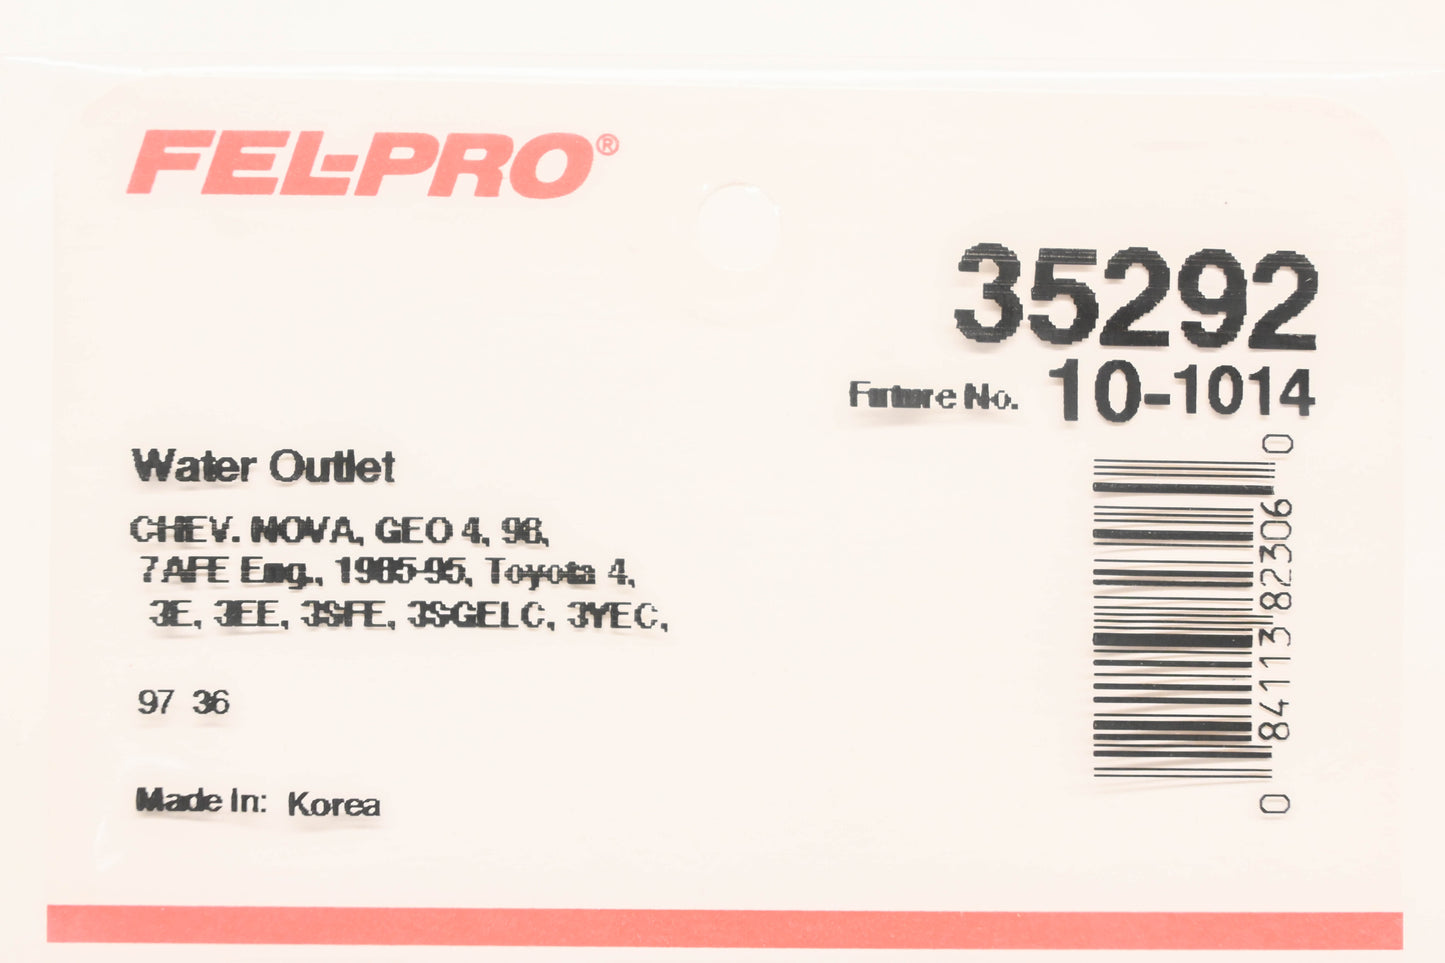 FEL-PRO®
35292
Future No. 10-1014
Water Outlet
CHEV. NOVA, GEO 4, 98,
7AFE Eng., 1985-95, Toyota 4,
3E, 3EE, 3SFE, 3SGELC, 3YEC,
97 36
Made In: Korea
0 84113 82306 0